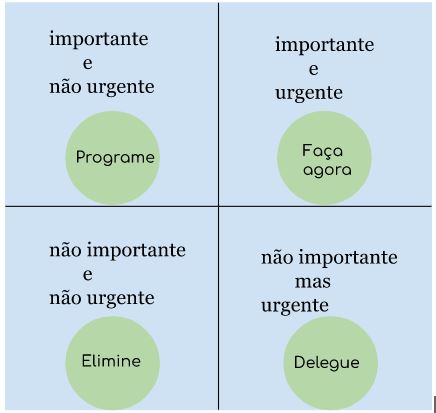 importante
e
não urgente
Programe
importante
e
urgente
Faça
agora
não importante
e
não urgente
Elimine
não importante
mas
urgente
Delegue